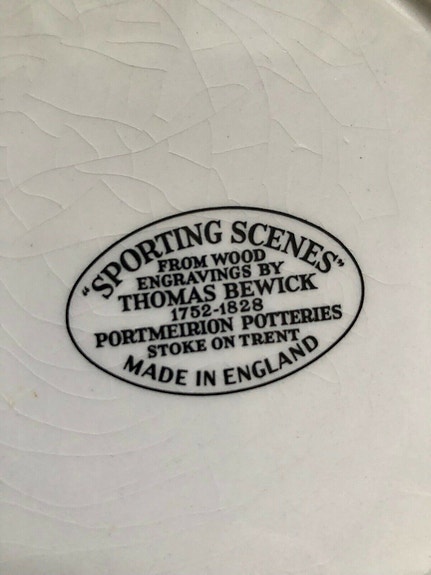 "SPORTING SCENES"
FROM WOOD
ENGRAVINGS BY
THOMAS BEWICK
1752-1828
PORTMEIRION POTTERIES
STOKE ON TRENT
MADE IN ENGLAND